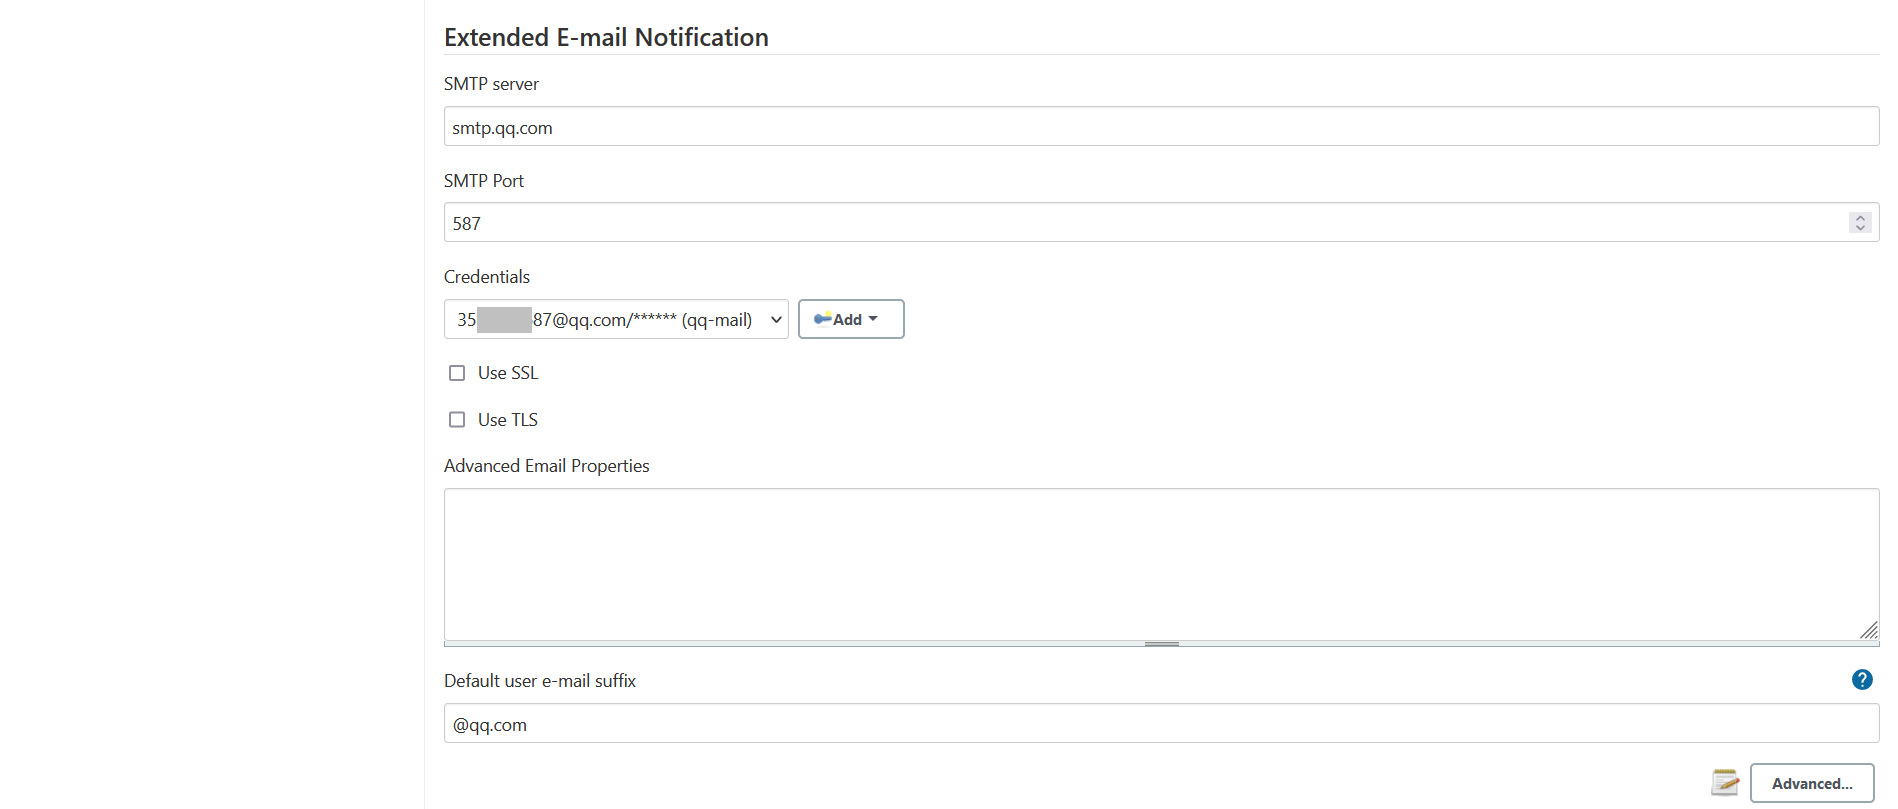 Extended E-mail Notification
SMTP server
smtp.qq.com
SMTP Port
587
Credentials
35 87@qq.com/****** (qq-mail) Add
Use SSL
Use TLS
Advanced Email Properties
Default user e-mail suffix ?
@qq.com
Advanced...